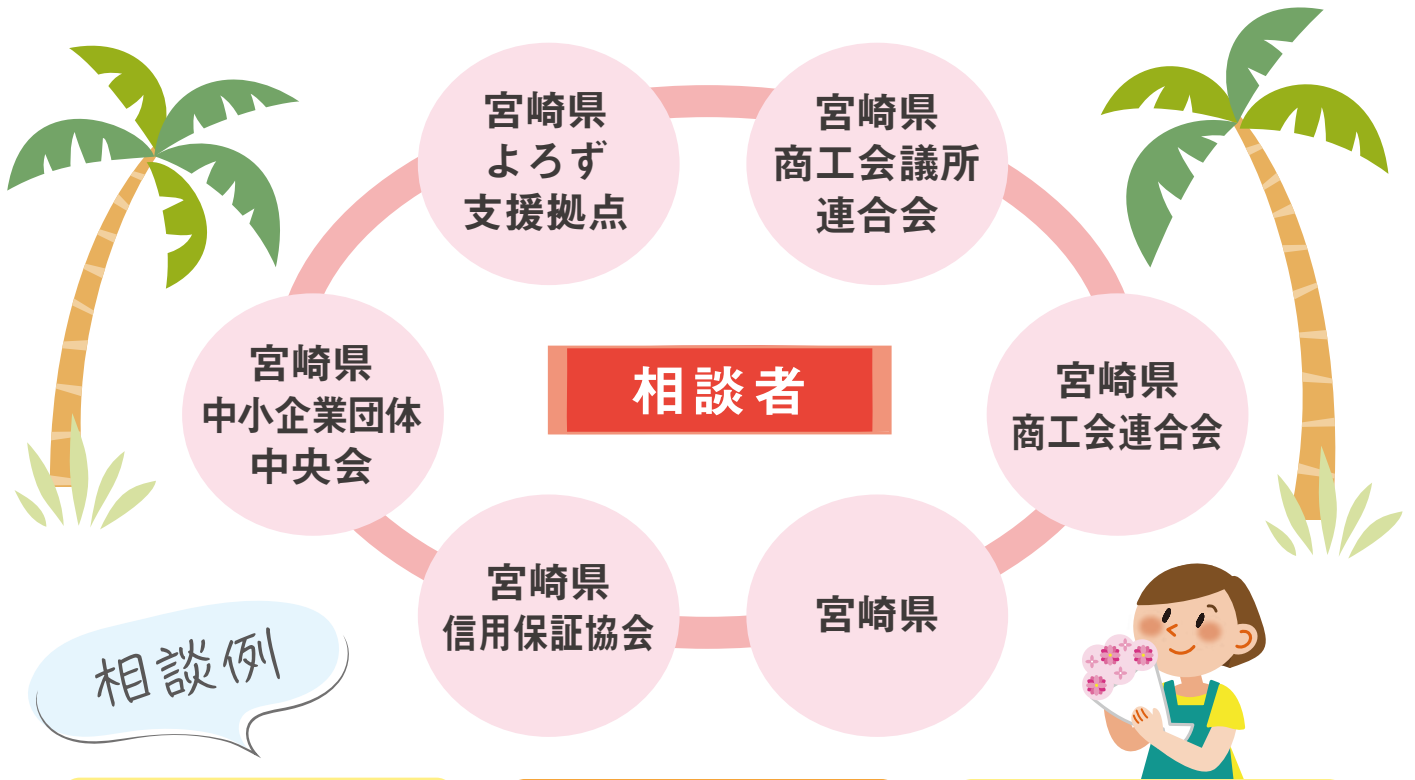 宮崎県
よろず
支援拠点
宮崎県
商工会議所
連合会
宮崎県
中小企業団体
中央会
相談者
宮崎県
商工会連合会
宮崎県
信用保証協会
宮崎県
相談例